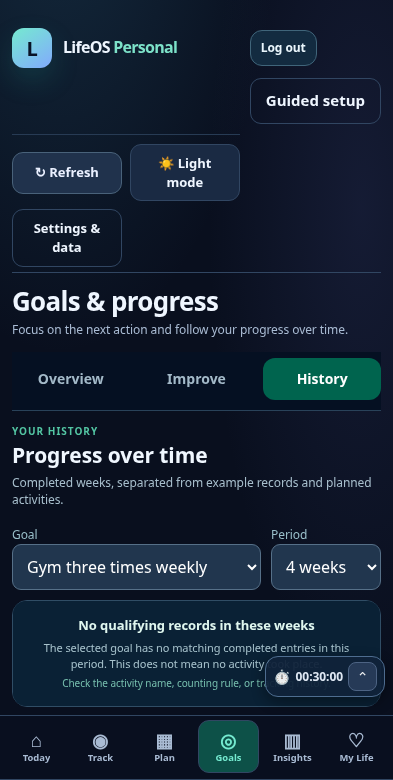 L LifeOS Personal
Log out
Guided setup
↻ Refresh
☀️ Light
mode
Settings &
data
Goals & progress
Focus on the next action and follow your progress over time.
Overview Improve History
YOUR HISTORY
Progress over time
Completed weeks, separated from example records and planned
activities.
Goal Period
Gym three times weekly 4 weeks
No qualifying records in these weeks
The selected goal has no matching completed entries in this
period. This does not mean no activity
Check the activity name, counting rule, or
⏱️ 00:30:00
Today Track Plan Goals Insights My Life